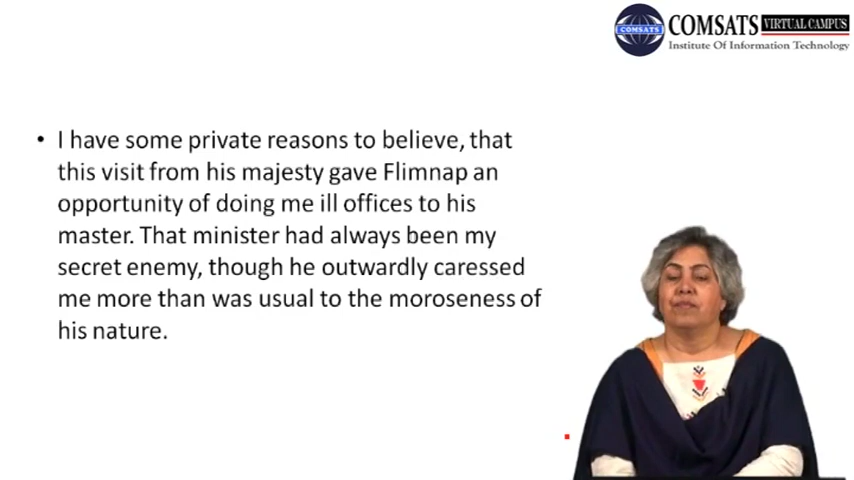 COMSATS
COMSATS VIRTUAL CAMPUS
Institute Of Information Technology
• I have some private reasons to believe, that
this visit from his majesty gave Flimnap an
opportunity of doing me ill offices to his
master. That minister had always been my
secret enemy, though he outwardly caressed
me more than was usual to the moroseness of
his nature.